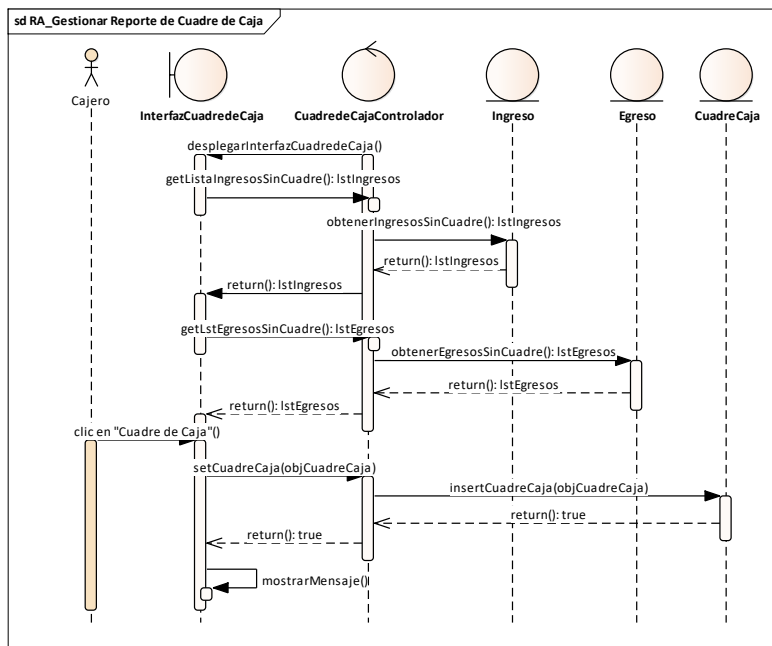 sd RA_Gestionar Reporte de Cuadre de Caja
Cajero
InterfazCuadredeCaja
CuadredeCajaControlador
Ingreso
Egreso
CuadreCaja
desplegarInterfazCuadredeCaja()
getListaIngresosSinCuadre(): lstIngresos
obtenerIngresosSinCuadre(): lstIngresos
return(): lstIngresos
return(): lstIngresos
getLstEgresosSinCuadre(): lstEgresos
obtenerEgresosSinCuadre(): lstEgresos
return(): lstEgresos
return(): lstEgresos
clic en "Cuadre de Caja"()
setCuadreCaja(objCuadreCaja)
insertCuadreCaja(objCuadreCaja)
return(): true
return(): true
mostrarMensaje()